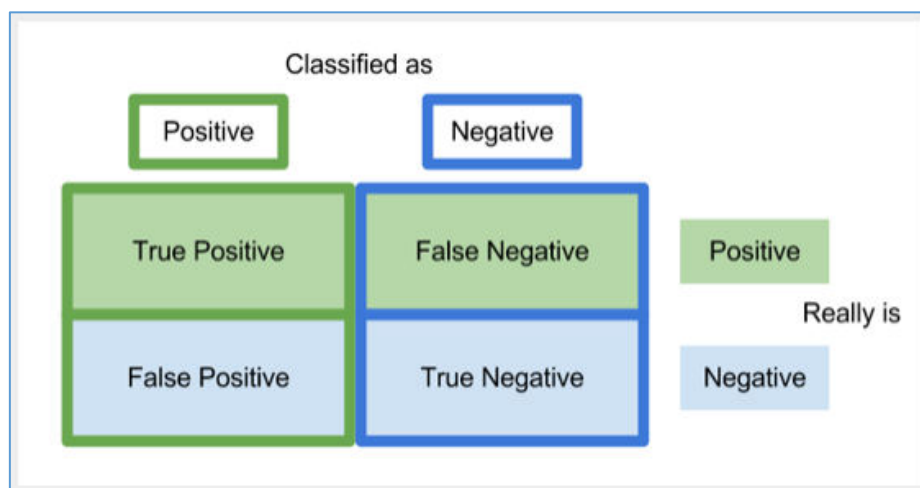 Classified as
Positive Negative
True Positive False Negative Positive
Really is
False Positive True Negative Negative